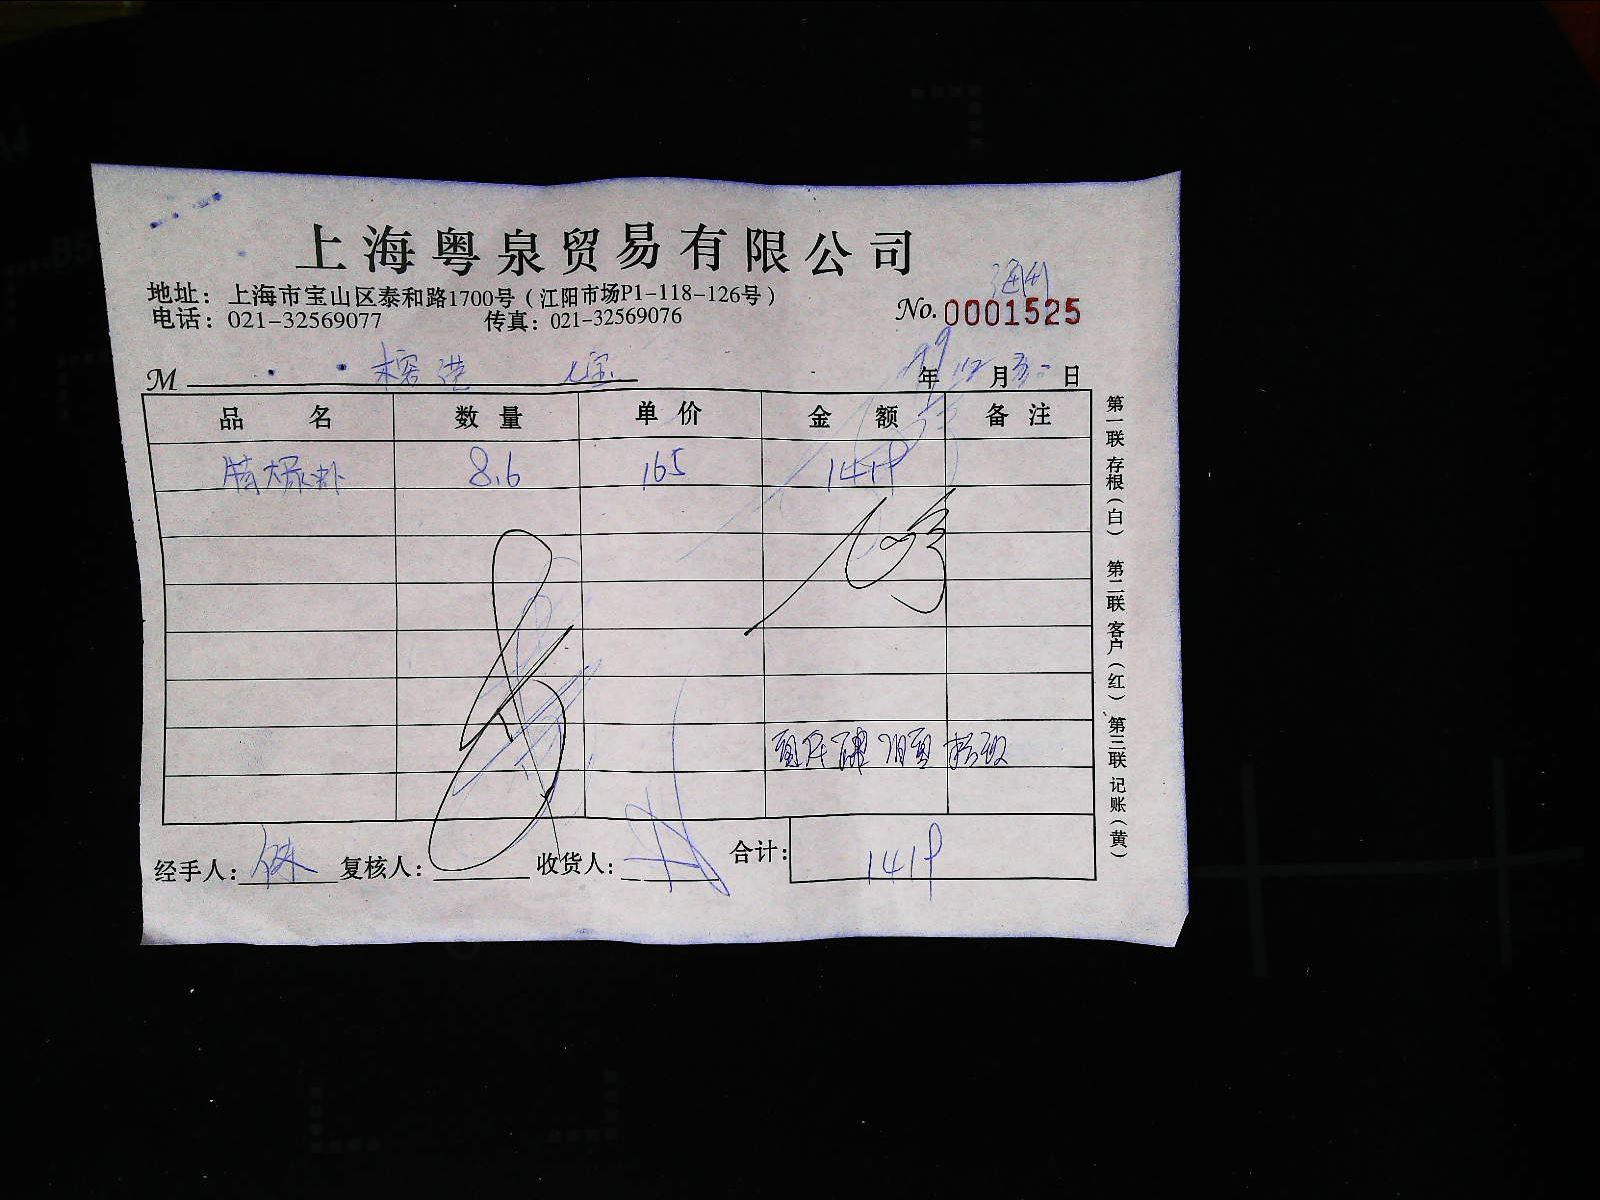 上海粤泉贸易有限公司
地址：上海市宝山区泰和路1700号（江阳市场P1-118-126号）
电话：021-32569077 传真：021-32569076
No. 0001525
M 榕港
年 12 月 日
品名 数量 单价 金额 备注
8.6 165 1419
经手人： 复核人： 收货人： 合计： 1419
第一联 存根（白） 第二联 客户（红） 第三联 记账（黄）